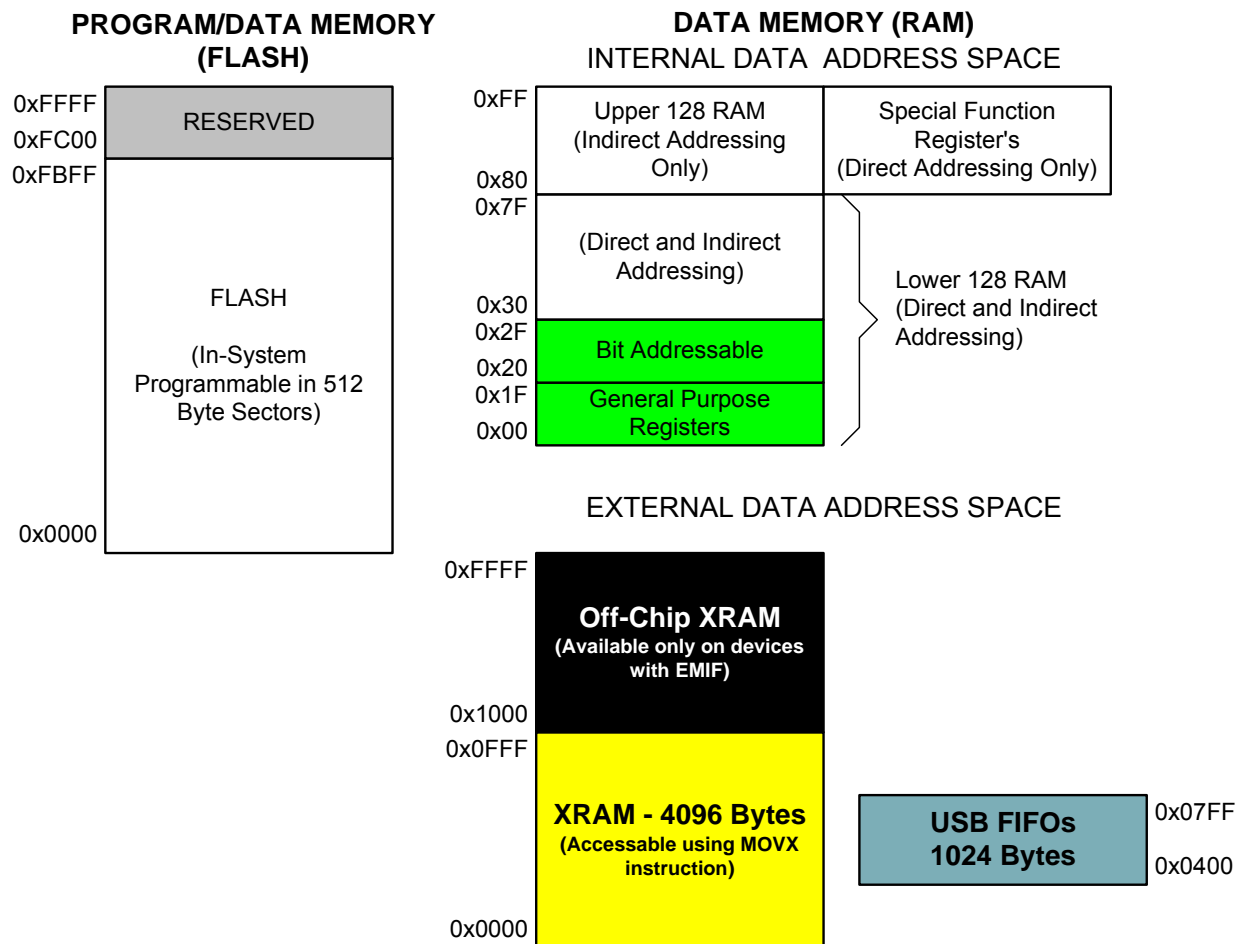 PROGRAM/DATA MEMORY
(FLASH)
0xFFFF
RESERVED
0xFC00
0xFBFF
FLASH
(In-System
Programmable in 512
Byte Sectors)
0x0000
DATA MEMORY (RAM)
INTERNAL DATA ADDRESS SPACE
0xFF
Upper 128 RAM
(Indirect Addressing
Only)
0x80
Special Function
Register's
(Direct Addressing Only)
0x7F
(Direct and Indirect
Addressing)
0x30
0x2F
Bit Addressable
0x20
0x1F
General Purpose
Registers
0x00
Lower 128 RAM
(Direct and Indirect
Addressing)
EXTERNAL DATA ADDRESS SPACE
0xFFFF
Off-Chip XRAM
(Available only on devices
with EMIF)
0x1000
0x0FFF
XRAM - 4096 Bytes
(Accessable using MOVX
instruction)
0x0000
USB FIFOs
1024 Bytes
0x07FF
0x0400